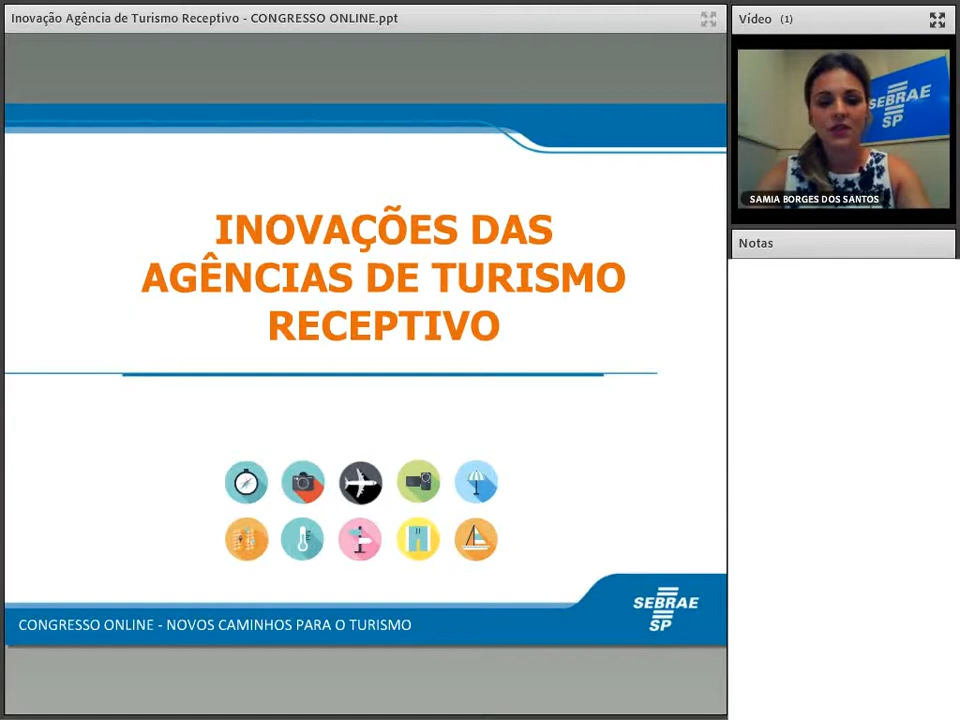 Inovação Agência de Turismo Receptivo - CONGRESSO ONLINE.ppt
Vídeo (1)
SEBRAE
SP
SAMIA BORGES DOS SANTOS
Notas
INOVAÇÕES DAS
AGÊNCIAS DE TURISMO
RECEPTIVO
SEBRAE
SP
CONGRESSO ONLINE - NOVOS CAMINHOS PARA O TURISMO